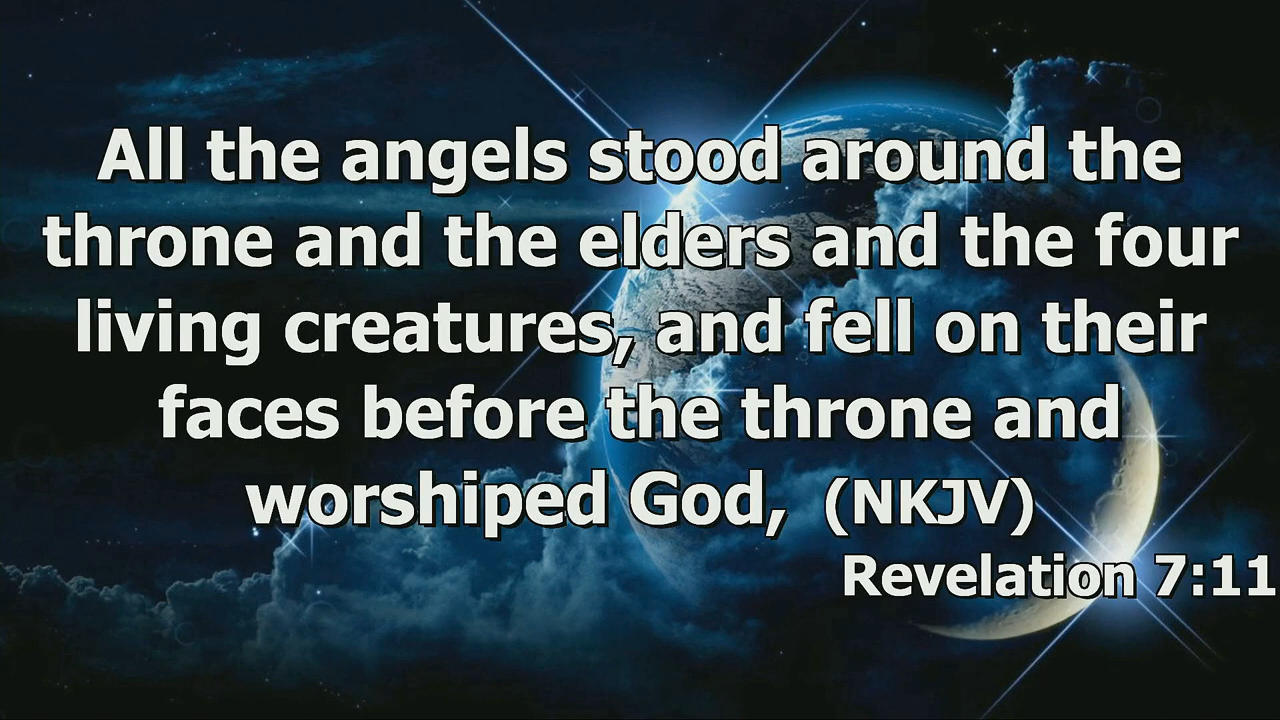 All the angels stood around the
throne and the elders and the four
living creatures, and fell on their
faces before the throne and
worshiped God, (NKJV)
Revelation 7:11